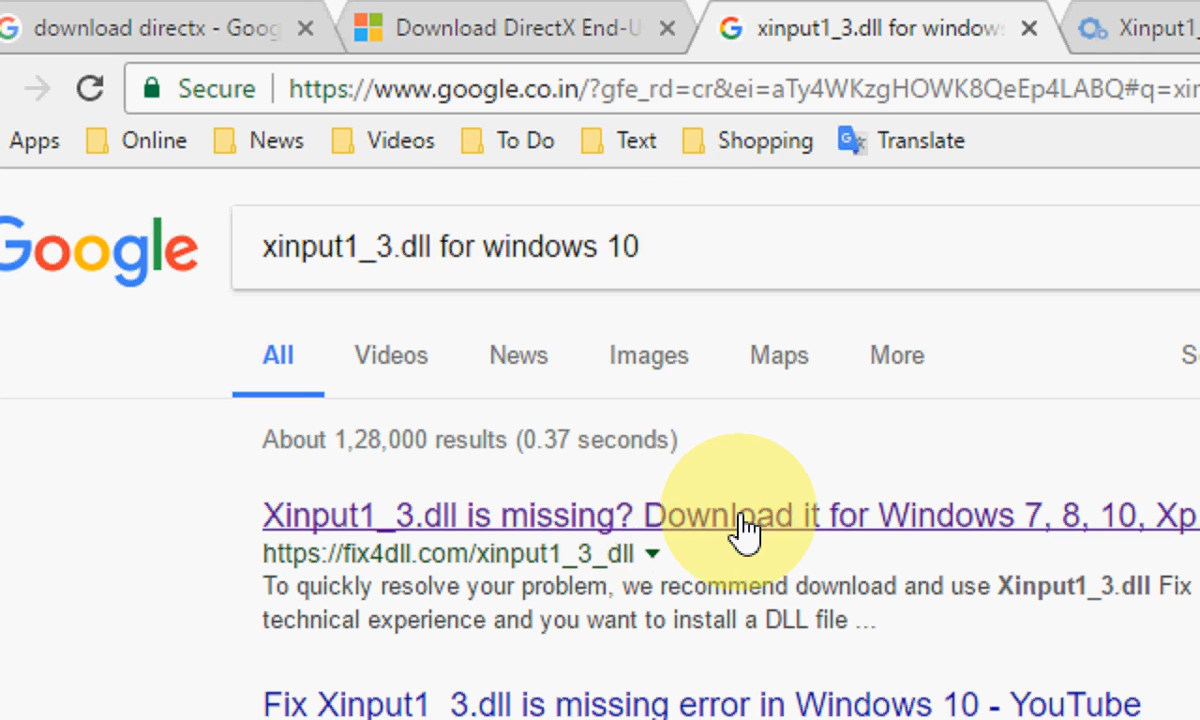 download directx - Goog
Download DirectX End-U
xinput1_3.dll for window
Xinput1_
Secure
https://www.google.co.in/?gfe_rd=cr&ei=aTy4WKzgHOWK8QeEp4LABQ#q=xin
Apps
Online
News
Videos
To Do
Text
Shopping
Translate
Google
xinput1_3.dll for windows 10
All
Videos
News
Images
Maps
More
S
About 1,28,000 results (0.37 seconds)
Xinput1_3.dll is missing? Download it for Windows 7, 8, 10, Xp
https://fix4dll.com/xinput1_3_dll
To quickly resolve your problem, we recommend download and use Xinput1_3.dll Fix
technical experience and you want to install a DLL file ...
Fix Xinput1_3.dll is missing error in Windows 10 - YouTube